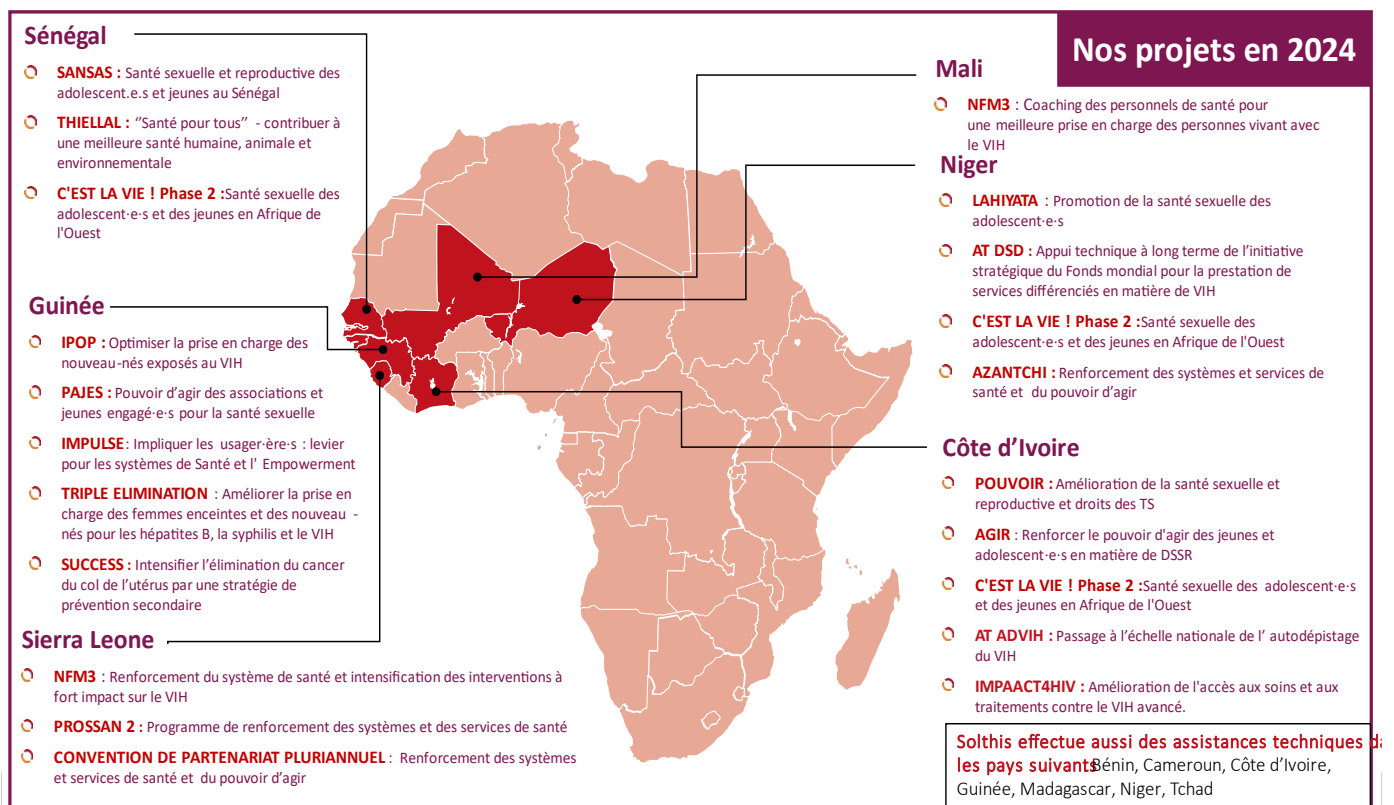 Nos projets en 2024
Sénégal
SANSAS : Santé sexuelle et reproductive des
adolescent.e.s et jeunes au Sénégal
THIELLAL : “Santé pour tous” - contribuer à
une meilleure santé humaine, animale et
environnementale
C'EST LA VIE ! Phase 2 :Santé sexuelle des
adolescent·e·s et des jeunes en Afrique de
l'Ouest
Guinée
IPOP : Optimiser la prise en charge des
nouveau-nés exposés au VIH
PAJES : Pouvoir d’agir des associations et
jeunes engagé·e·s pour la santé sexuelle
IMPULSE : Impliquer les usager·ère·s : levier
pour les systèmes de Santé et l' Empowerment
TRIPLE ELIMINATION : Améliorer la prise en
charge des femmes enceintes et des nouveau -
nés pour les hépatites B, la syphilis et le VIH
SUCCESS : Intensifier l’élimination du cancer
du col de l’utérus par une stratégie de
prévention secondaire
Sierra Leone
NFM3 : Renforcement du système de santé et intensification des interventions à
fort impact sur le VIH
PROSSAN 2 : Programme de renforcement des systèmes et des services de santé
CONVENTION DE PARTENARIAT PLURIANNUEL : Renforcement des systèmes
et services de santé et du pouvoir d’agir
Mali
NFM3 : Coaching des personnels de santé pour
une meilleure prise en charge des personnes vivant avec
le VIH
Niger
LAHIYATA : Promotion de la santé sexuelle des
adolescent·e·s
AT DSD : Appui technique à long terme de l’initiative
stratégique du Fonds mondial pour la prestation de
services différenciés en matière de VIH
C'EST LA VIE ! Phase 2 :Santé sexuelle des
adolescent·e·s et des jeunes en Afrique de l'Ouest
AZANTCHI : Renforcement des systèmes et services de
santé et du pouvoir d’agir
Côte d’Ivoire
POUVOIR : Amélioration de la santé sexuelle et
reproductive et droits des TS
AGIR : Renforcer le pouvoir d'agir des jeunes et
adolescent·e·s en matière de DSSR
C'EST LA VIE ! Phase 2 :Santé sexuelle des adolescent·e·s
et des jeunes en Afrique de l'Ouest
AT ADVIH : Passage à l’échelle nationale de l’ autodépistage
du VIH
IMPAACT4HIV : Amélioration de l'accès aux soins et aux
traitements contre le VIH avancé.
Solthis effectue aussi des assistances techniques da
les pays suivants Bénin, Cameroun, Côte d’Ivoire,
Guinée, Madagascar, Niger, Tchad